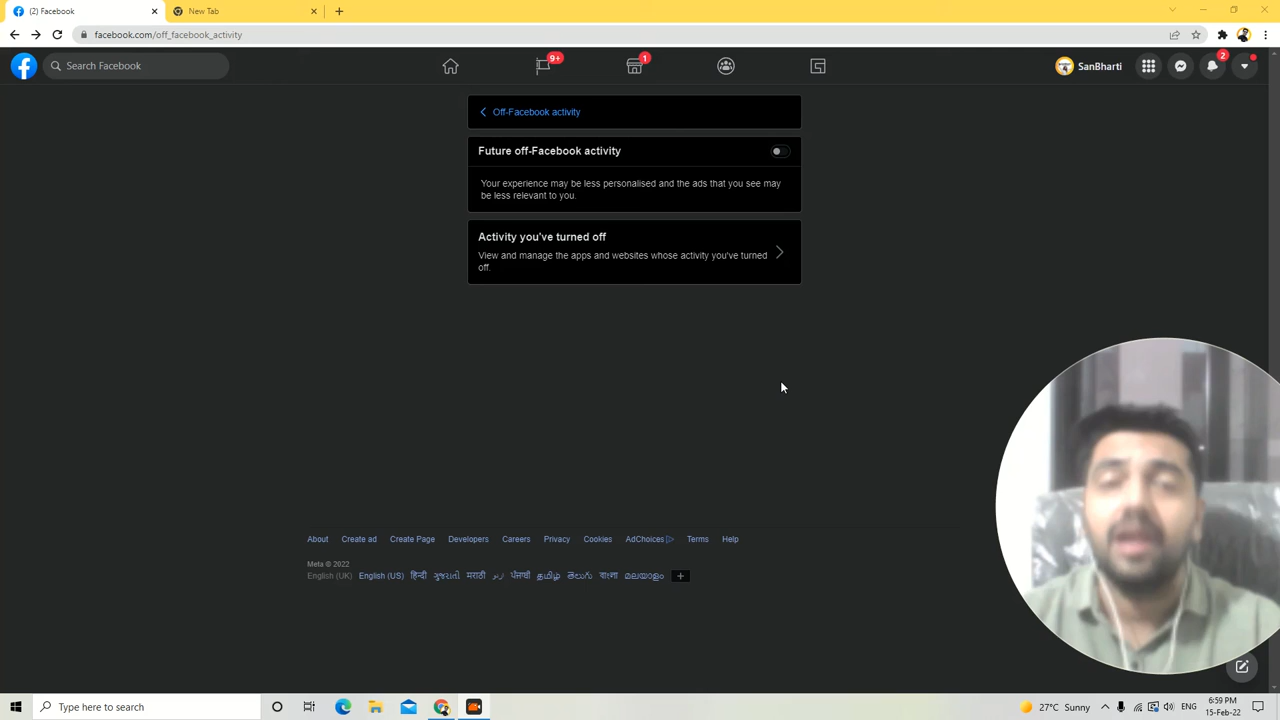 (2) Facebook
New Tab
facebook.com/off_facebook_activity
Search Facebook
9+
1
SanBharti
2
Off-Facebook activity
Future off-Facebook activity
Your experience may be less personalised and the ads that you see may
be less relevant to you.
Activity you've turned off
View and manage the apps and websites whose activity you've turned
off.
About Create ad Create Page Developers Careers Privacy Cookies AdChoices Terms Help
Meta © 2022
English (UK) English (US) हिन्दी ગુજરાતી मराठी اردو ਪੰਜਾਬੀ தமிழ் తెలుగు বাংলা മലയാളം +
Type here to search
27°C Sunny
6:59 PM
15-Feb-22